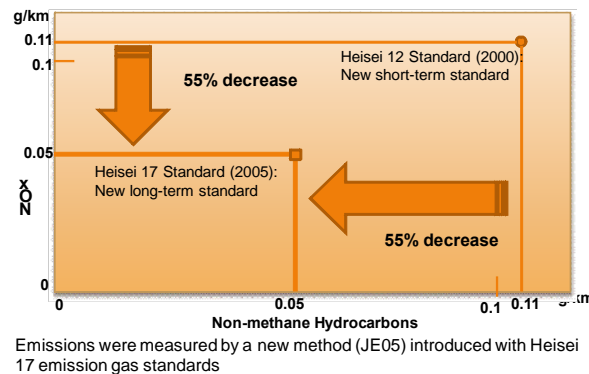 g/km
0.11
0.1
Heisei 12 Standard (2000):
New short-term standard
55% decrease
0.05
Heisei 17 Standard (2005):
New long-term standard
NOx
55% decrease
0
0
0.05
0.1
0.11
Non-methane Hydrocarbons
Emissions were measured by a new method (JE05) introduced with Heisei
17 emission gas standards